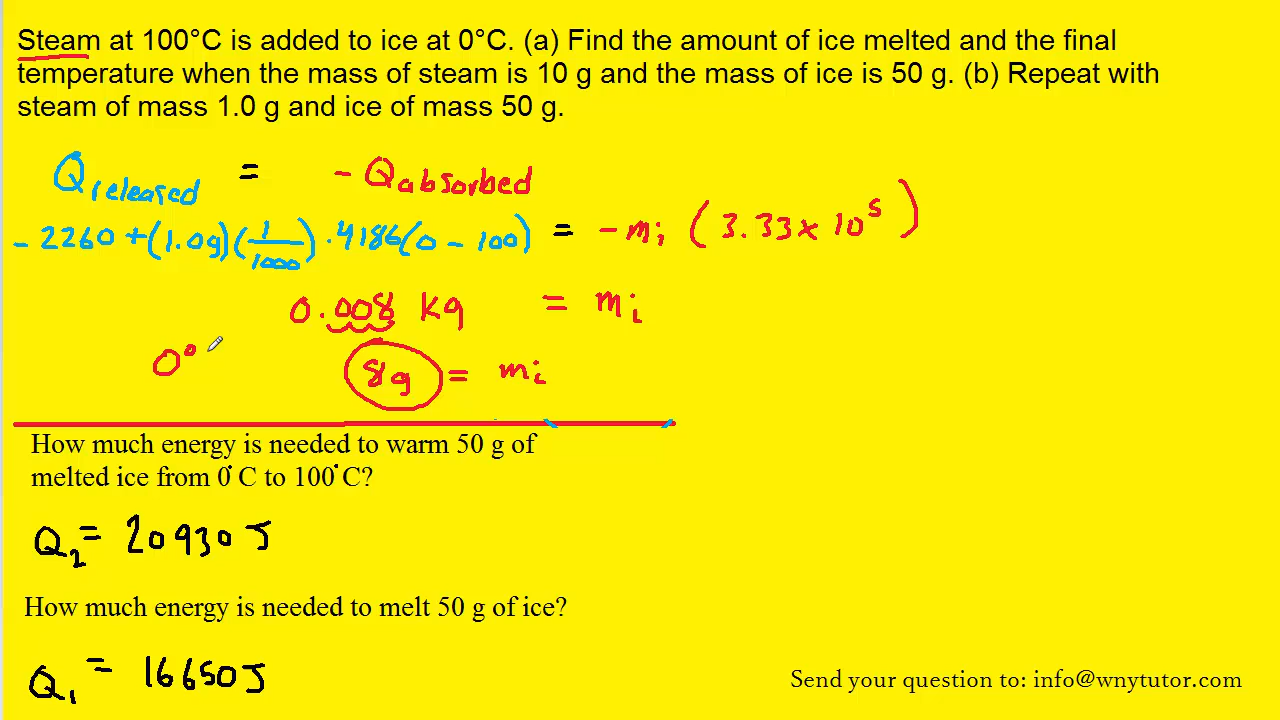 Steam at 100°C is added to ice at 0°C. (a) Find the amount of ice melted and the final
temperature when the mass of steam is 10 g and the mass of ice is 50 g. (b) Repeat with
steam of mass 1.0 g and ice of mass 50 g.
Q released = - Q absorbed
- 2260 + (1.0g) (1/1000) · 4186 (0 - 100) = - mi (3.33 x 10^5)
0.008 kg = mi
0° 8g = mi
How much energy is needed to warm 50 g of
melted ice from 0°C to 100°C?
Q2 = 20930 J
How much energy is needed to melt 50 g of ice?
Q1 = 16650 J
Send your question to: info@wnytutor.com